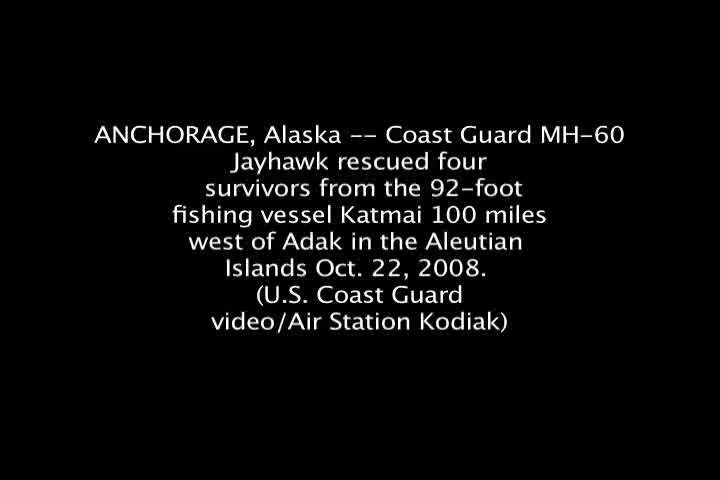 ANCHORAGE, Alaska -- Coast Guard MH-60
Jayhawk rescued four
survivors from the 92-foot
fishing vessel Katmai 100 miles
west of Adak in the Aleutian
Islands Oct. 22, 2008.
(U.S. Coast Guard
video/Air Station Kodiak)